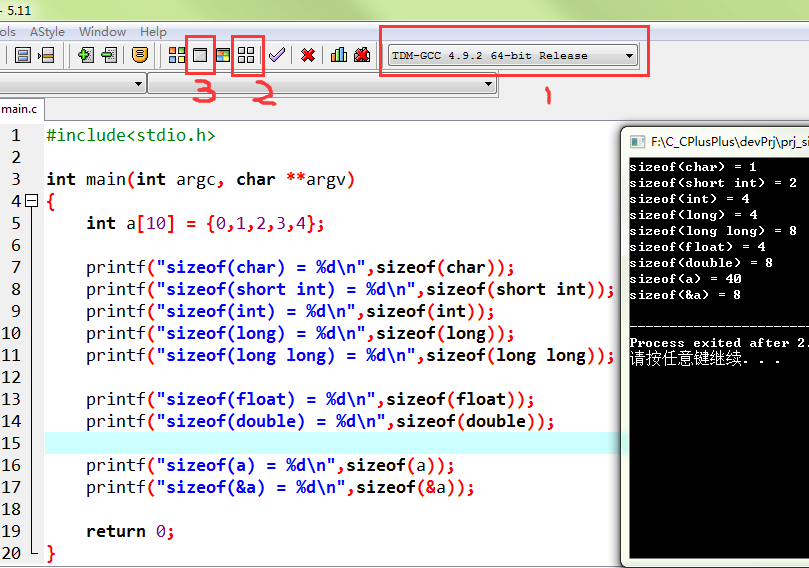 - 5.11
ols AStyle Window Help
TDM-GCC 4.9.2 64-bit Release
3 2 1
main.c
1 #include<stdio.h>
2
3 int main(int argc, char **argv)
4 {
5 int a[10] = {0,1,2,3,4};
6
7 printf("sizeof(char) = %d\n",sizeof(char));
8 printf("sizeof(short int) = %d\n",sizeof(short int));
9 printf("sizeof(int) = %d\n",sizeof(int));
10 printf("sizeof(long) = %d\n",sizeof(long));
11 printf("sizeof(long long) = %d\n",sizeof(long long));
12
13 printf("sizeof(float) = %d\n",sizeof(float));
14 printf("sizeof(double) = %d\n",sizeof(double));
15
16 printf("sizeof(a) = %d\n",sizeof(a));
17 printf("sizeof(&a) = %d\n",sizeof(&a));
18
19 return 0;
20 }
F:\C_CPlusPlus\devPrj\prj_si
sizeof(char) = 1
sizeof(short int) = 2
sizeof(int) = 4
sizeof(long) = 4
sizeof(long long) = 8
sizeof(float) = 4
sizeof(double) = 8
sizeof(a) = 40
sizeof(&a) = 8
--------------------------------
Process exited after 2.
请按任意键继续. . .